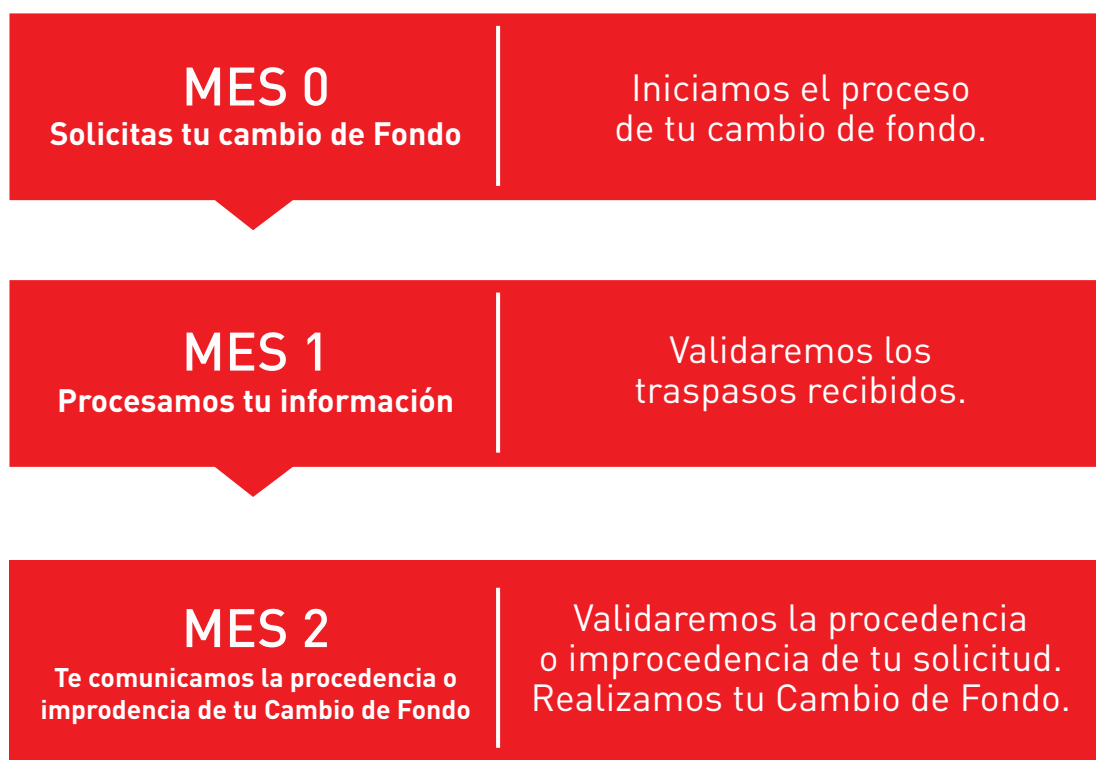 MES 0
Solicitas tu cambio de Fondo
Iniciamos el proceso
de tu cambio de fondo.
MES 1
Procesamos tu información
Validaremos los
traspasos recibidos.
MES 2
Te comunicamos la procedencia o
improdencia de tu Cambio de Fondo
Validaremos la procedencia
o improcedencia de tu solicitud.
Realizamos tu Cambio de Fondo.